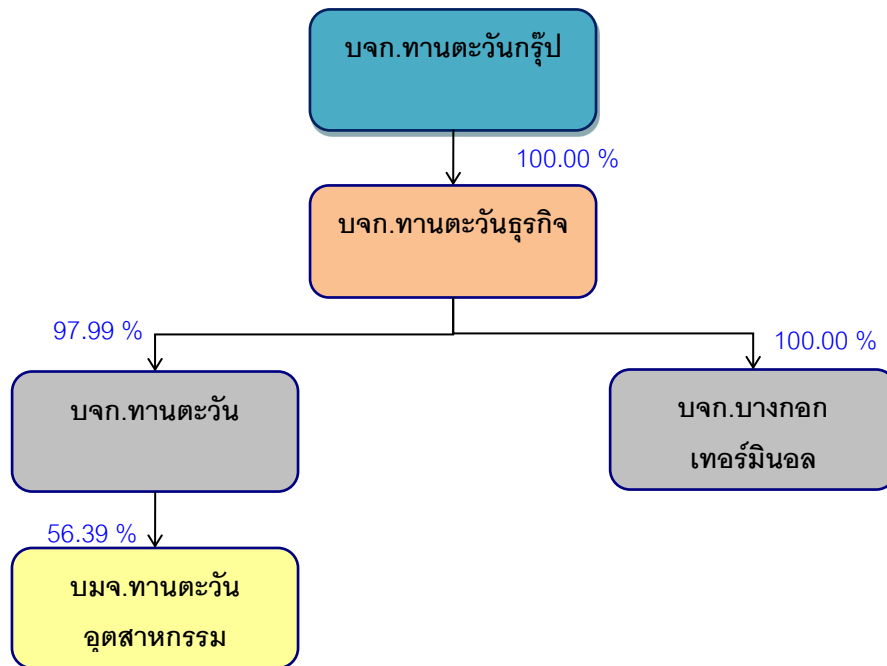 บจก.ทานตะวันกรุ๊ป
100.00 %
บจก.ทานตะวันธุรกิจ
97.99 %
100.00 %
บจก.ทานตะวัน
บจก.บางกอก
เทอร์มินอล
56.39 %
บมจ.ทานตะวัน
อุตสาหกรรม